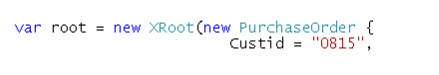 var root = new XRoot(new PurchaseOrder {
Custid = "0815",